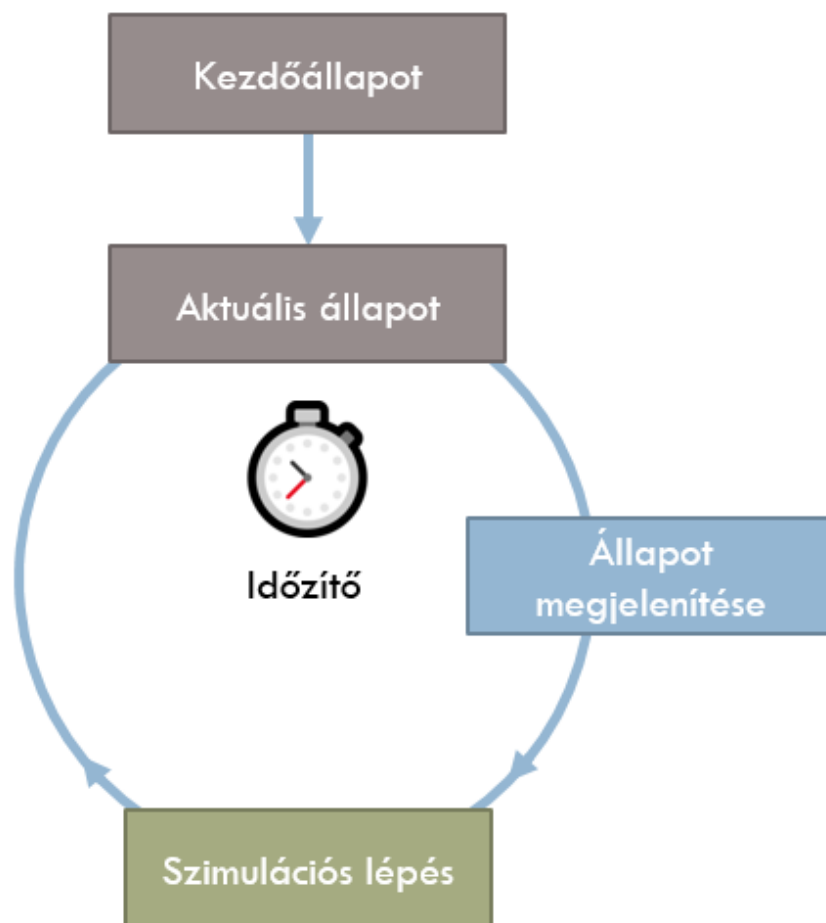 Kezdőállapot
Aktuális állapot
Időzítő
Állapot
megjelenítése
Szimulációs lépés